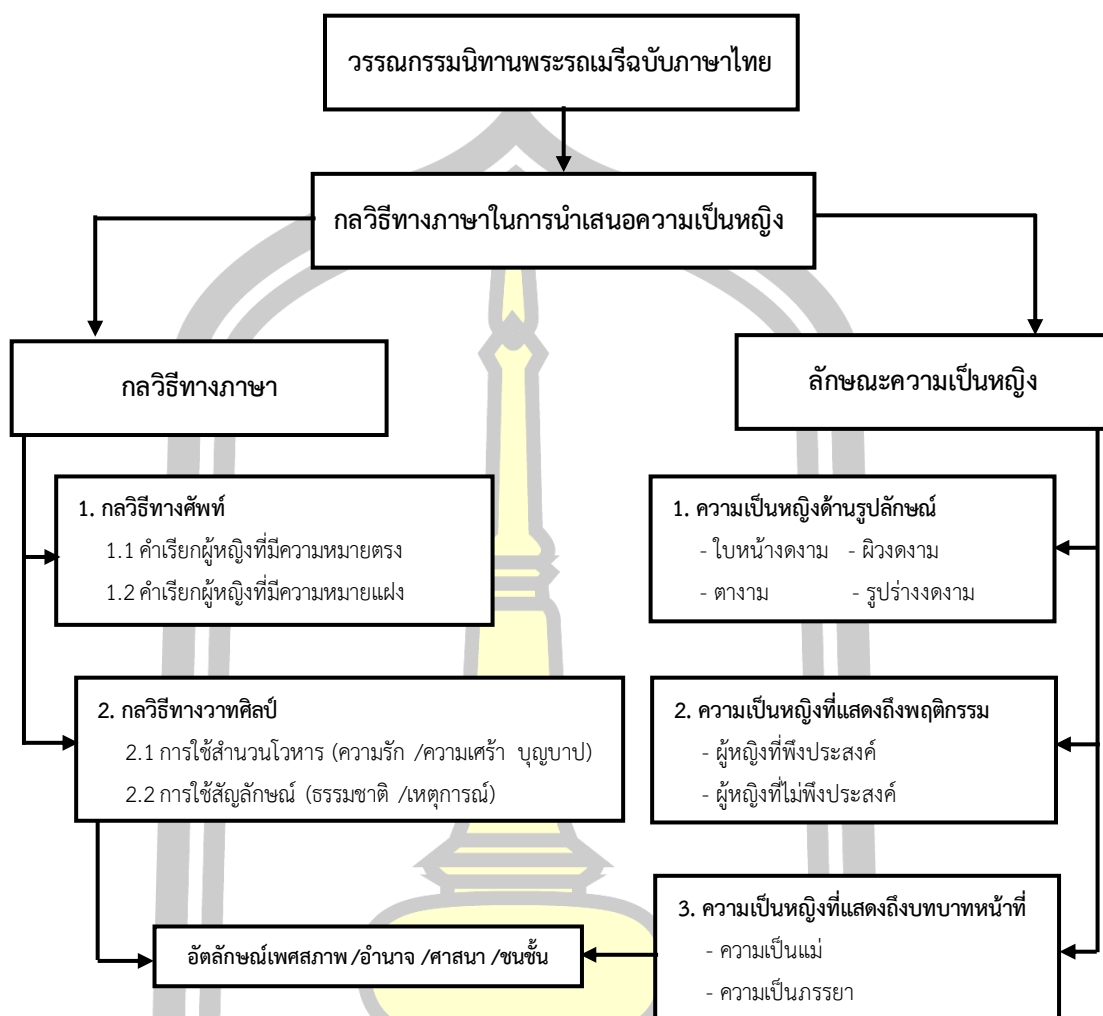 วรรณกรรมนิทานพระรถเมรีฉบับภาษาไทย
กลวิธีทางภาษาในการนำเสนอความเป็นหญิง
กลวิธีทางภาษา
1. กลวิธีทางศัพท์
1.1 คำเรียกผู้หญิงที่มีความหมายตรง
1.2 คำเรียกผู้หญิงที่มีความหมายแฝง
2. กลวิธีทางวาทศิลป์
2.1 การใช้สำนวนโวหาร (ความรัก /ความเศร้า บุญบาป)
2.2 การใช้สัญลักษณ์ (ธรรมชาติ /เหตุการณ์)
ลักษณะความเป็นหญิง
1. ความเป็นหญิงด้านรูปลักษณ์
- ใบหน้างดงาม - ผิวงดงาม
- ตางาม - รูปร่างงดงาม
2. ความเป็นหญิงที่แสดงถึงพฤติกรรม
- ผู้หญิงที่พึงประสงค์
- ผู้หญิงที่ไม่พึงประสงค์
3. ความเป็นหญิงที่แสดงถึงบทบาทหน้าที่
- ความเป็นแม่
- ความเป็นภรรยา
อัตลักษณ์เพศสภาพ /อำนาจ /ศาสนา /ชนชั้น